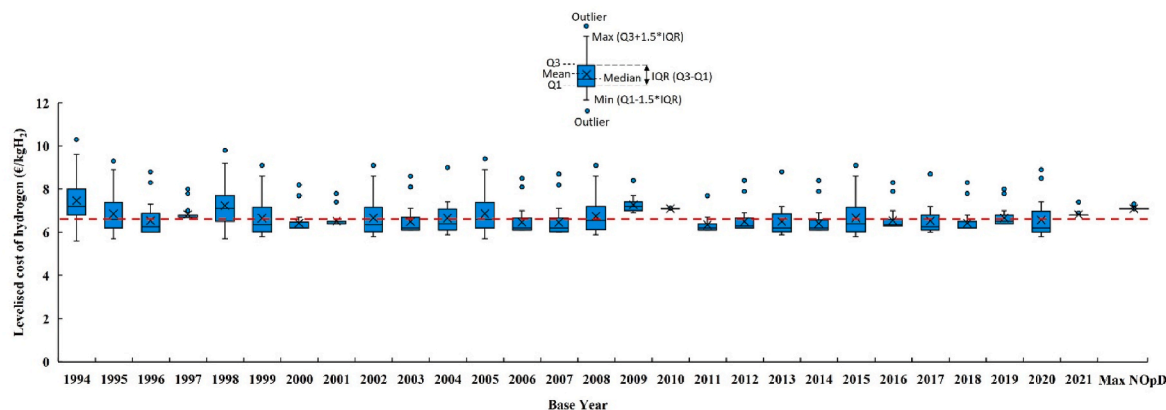 Outlier
Max (Q3+1.5*IQR)
Q3
Mean
Median
IQR (Q3-Q1)
Q1
Min (Q1-1.5*IQR)
Outlier
Levelised cost of hydrogen (€/kgH₂)
12
10
8
6
4
2
0
1994 1995 1996 1997 1998 1999 2000 2001 2002 2003 2004 2005 2006 2007 2008 2009 2010 2011 2012 2013 2014 2015 2016 2017 2018 2019 2020 2021 Max NOpD
Base Year